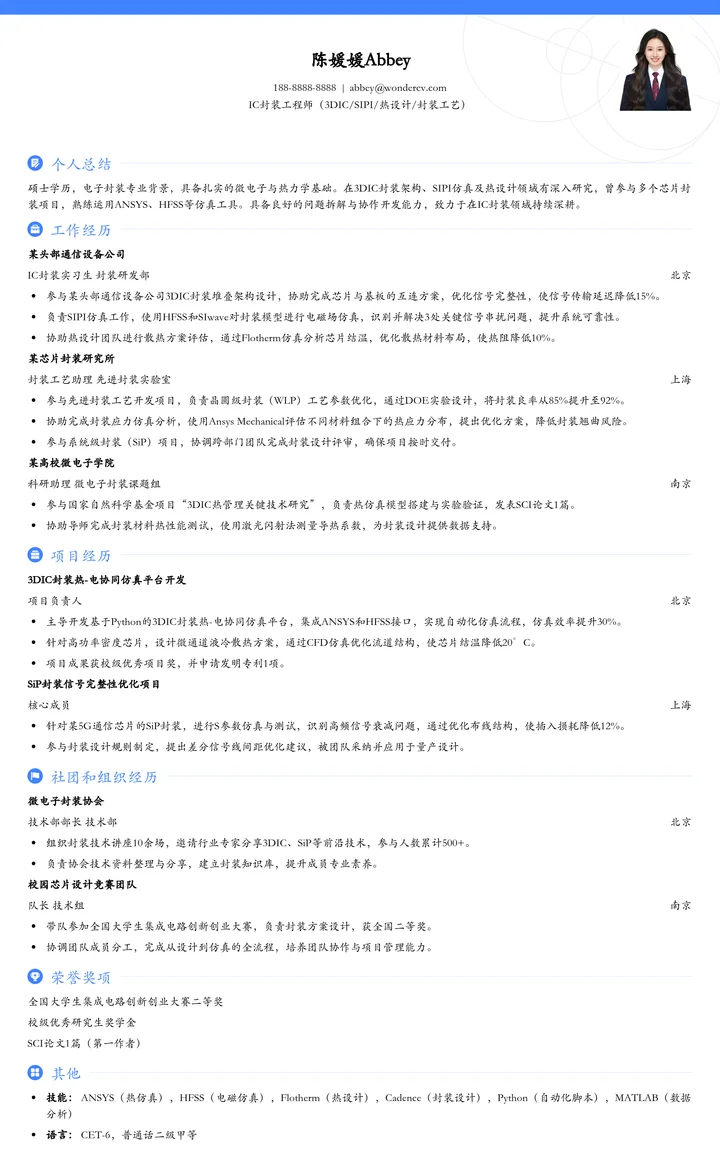 陈媛媛Abbey
188-8888-8888 | abbey@wondercv.com
IC封装工程师（3DIC/SIPI/热设计/封装工艺）
个人总结
硕士学历，电子封装专业背景，具备扎实的微电子与热力学基础。在3DIC封装架构、SIPI仿真及热设计领域有深入研究，曾参与多个芯片封
装项目，熟练运用ANSYS、HFSS等仿真工具。具备良好的问题拆解与协作开发能力，致力于在IC封装领域持续深耕。
工作经历
某头部通信设备公司
IC封装实习生 封装研发部 北京
• 参与某头部通信设备公司3DIC封装堆叠架构设计，协助完成芯片与基板的互连方案，优化信号完整性，使信号传输延迟降低15%。
• 负责SIPI仿真工作，使用HFSS和SIwave对封装模型进行电磁场仿真，识别并解决3处关键信号串扰问题，提升系统可靠性。
• 协助热设计团队进行散热方案评估，通过Flotherm仿真分析芯片结温，优化散热材料布局，使热阻降低10%。
某芯片封装研究所
封装工艺助理 先进封装实验室 上海
• 参与先进封装工艺开发项目，负责晶圆级封装（WLP）工艺参数优化，通过DOE实验设计，将封装良率从85%提升至92%。
• 协助完成封装应力仿真分析，使用Ansys Mechanical评估不同材料组合下的热应力分布，提出优化方案，降低封装翘曲风险。
• 参与系统级封装（SiP）项目，协调跨部门团队完成封装设计评审，确保项目按时交付。
某高校微电子学院
科研助理 微电子封装课题组 南京
• 参与国家自然科学基金项目“3DIC热管理关键技术研究”，负责热仿真模型搭建与实验验证，发表SCI论文1篇。
• 协助导师完成封装材料热性能测试，使用激光闪射法测量导热系数，为封装设计提供数据支持。
项目经历
3DIC封装热-电协同仿真平台开发
项目负责人 北京
• 主导开发基于Python的3DIC封装热-电协同仿真平台，集成ANSYS和HFSS接口，实现自动化仿真流程，仿真效率提升30%。
• 针对高功率密度芯片，设计微通道液冷散热方案，通过CFD仿真优化流道结构，使芯片结温降低20°C。
• 项目成果获校级优秀项目奖，并申请发明专利1项。
SiP封装信号完整性优化项目
核心成员 上海
• 针对某5G通信芯片的SiP封装，进行S参数仿真与测试，识别高频信号衰减问题，通过优化布线结构，使插入损耗降低12%。
• 参与封装设计规则制定，提出差分信号线间距优化建议，被团队采纳并应用于量产设计。
社团和组织经历
微电子封装协会
技术部部长 技术部 北京
• 组织封装技术讲座10余场，邀请行业专家分享3DIC、SiP等前沿技术，参与人数累计500+。
• 负责协会技术资料整理与分享，建立封装知识库，提升成员专业素养。
校园芯片设计竞赛团队
队长 技术组 南京
• 带队参加全国大学生集成电路创新创业大赛，负责封装方案设计，获全国二等奖。
• 协调团队成员分工，完成从设计到仿真的全流程，培养团队协作与项目管理能力。
荣誉奖项
全国大学生集成电路创新创业大赛二等奖
校级优秀研究生奖学金
SCI论文1篇（第一作者）
其他
• 技能： ANSYS（热仿真），HFSS（电磁仿真），Flotherm（热设计），Cadence（封装设计），Python（自动化脚本），MATLAB（数据
分析）
• 语言： CET-6，普通话二级甲等